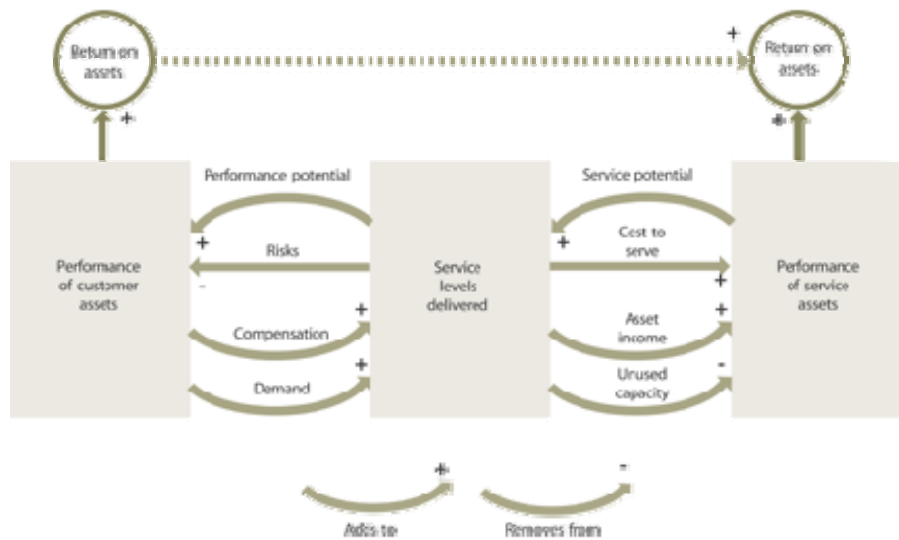 Return on
assets
+
Return on
assets
+
+
Performance potential
Service potential
+
+
Cost to
serve
Risks
-
+
Performance
of customer
assets
Service
levels
delivered
Performance
of service
assets
+
+
Compensation
Asset
income
+
-
Demand
Unused
capacity
+
-
Adds to
Removes from